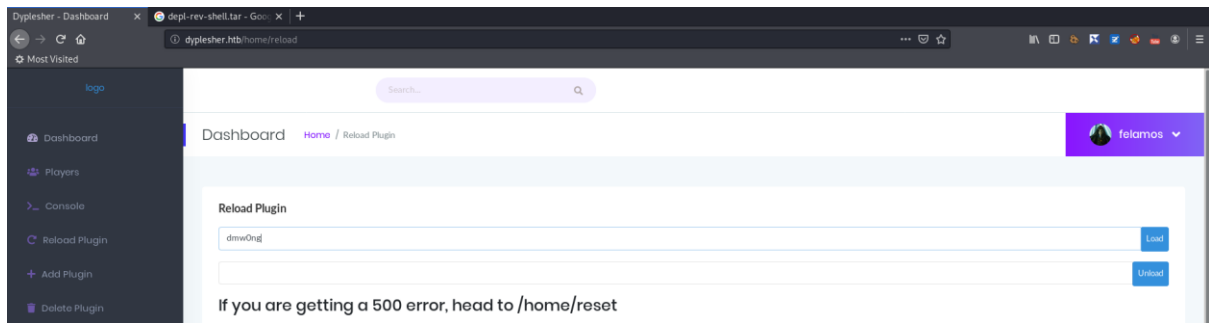 Dyplesher - Dashboard
depl-rev-shell.tar - Goo
dyplesher.htb/home/reload
Most Visited
logo
Search...
Dashboard
Home / Reload Plugin
felamos
Dashboard
Players
Console
Reload Plugin
Add Plugin
Delete Plugin
Reload Plugin
dmw0ng
Load
Unload
If you are getting a 500 error, head to /home/reset